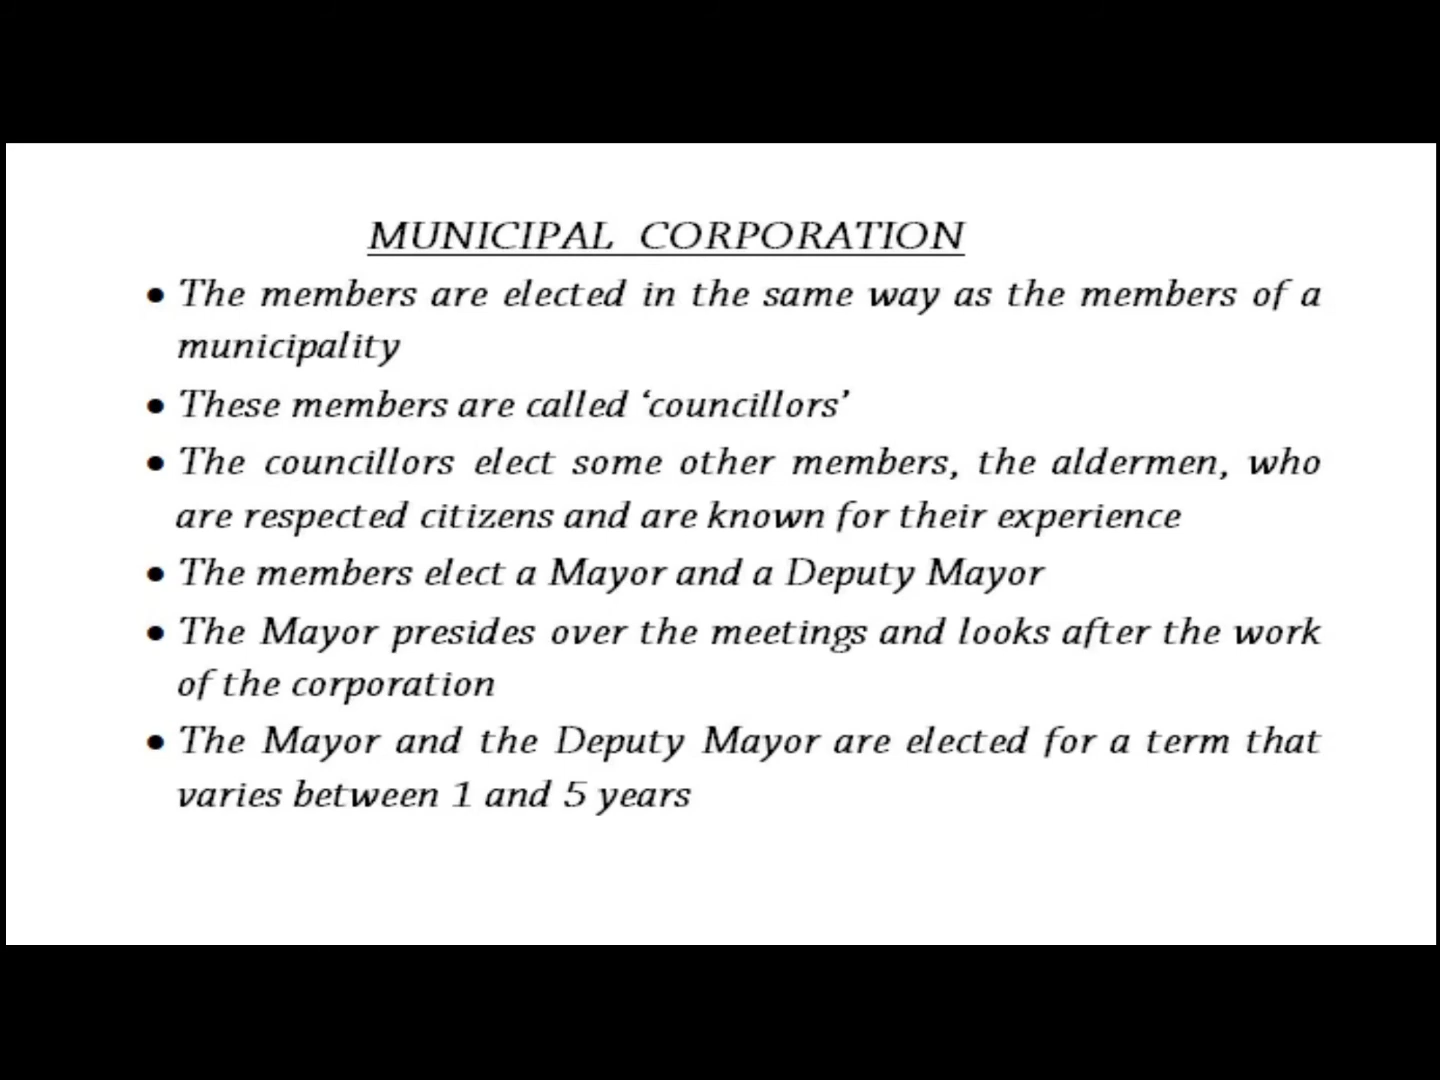 MUNICIPAL CORPORATION
• The members are elected in the same way as the members of a
municipality
• These members are called ‘councillors’
• The councillors elect some other members, the aldermen, who
are respected citizens and are known for their experience
• The members elect a Mayor and a Deputy Mayor
• The Mayor presides over the meetings and looks after the work
of the corporation
• The Mayor and the Deputy Mayor are elected for a term that
varies between 1 and 5 years